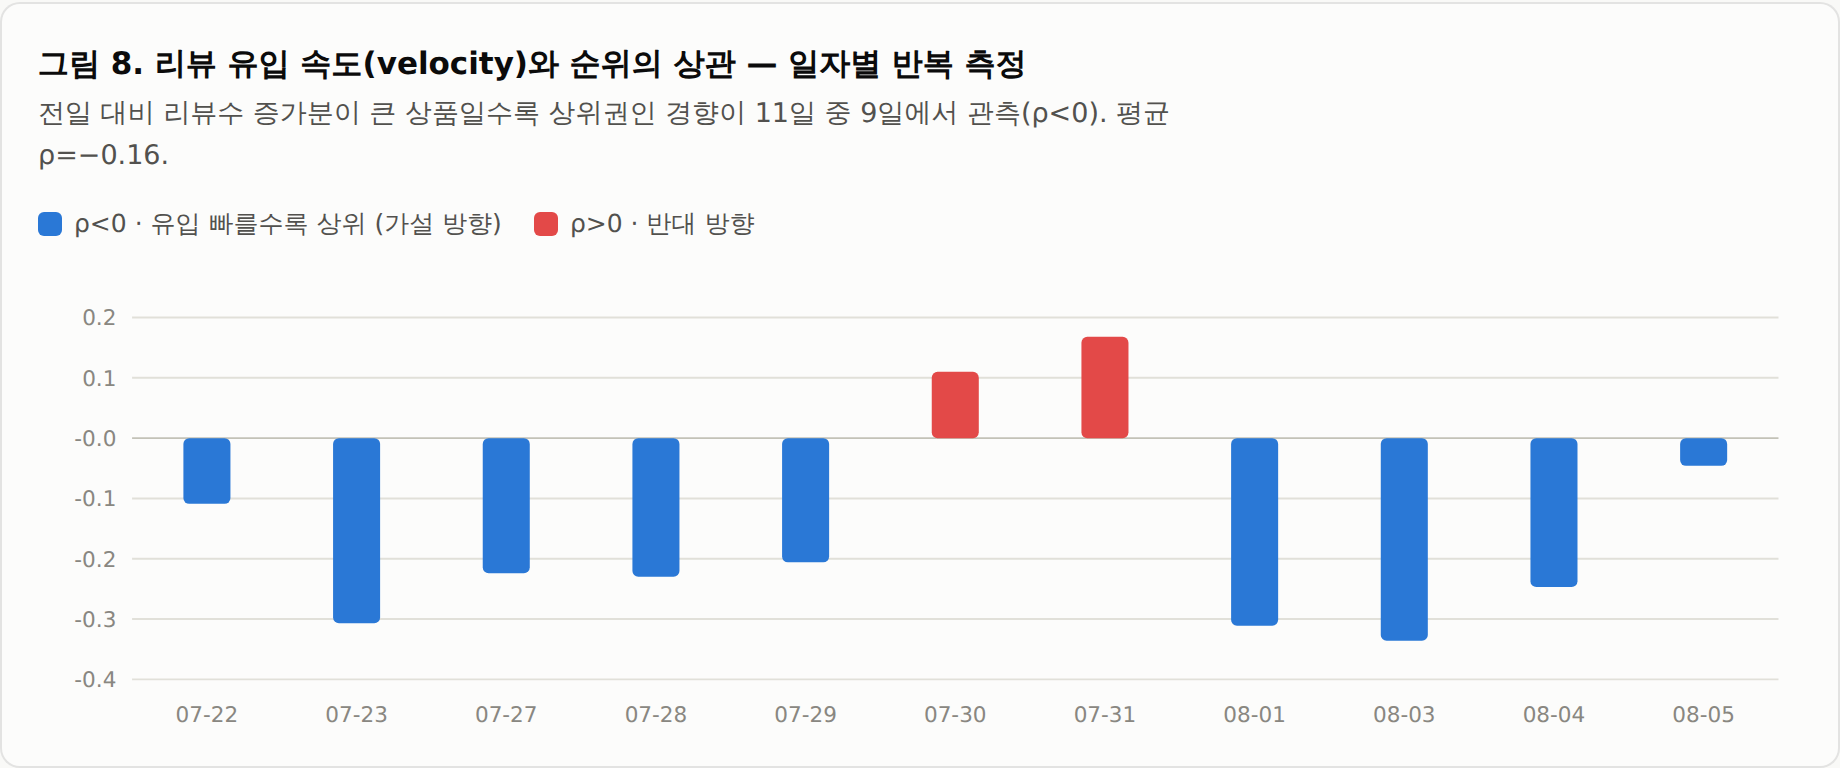 그림 8. 리뷰 유입 속도(velocity)와 순위의 상관 — 일자별 반복 측정
전일 대비 리뷰수 증가분이 큰 상품일수록 상위권인 경향이 11일 중 9일에서 관측(ρ<0). 평균
ρ=−0.16.
ρ<0 · 유입 빠를수록 상위 (가설 방향) ρ>0 · 반대 방향
0.2
0.1
-0.0
-0.1
-0.2
-0.3
-0.4
07-22 07-23 07-27 07-28 07-29 07-30 07-31 08-01 08-03 08-04 08-05